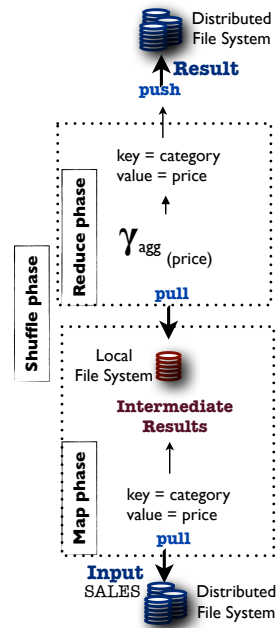 Distributed
File System
Result
push
key = category
value = price
γagg (price)
pull
Reduce phase
Shuffle phase
Local
File System
Intermediate
Results
key = category
value = price
Map phase
pull
Input
SALES
Distributed
File System